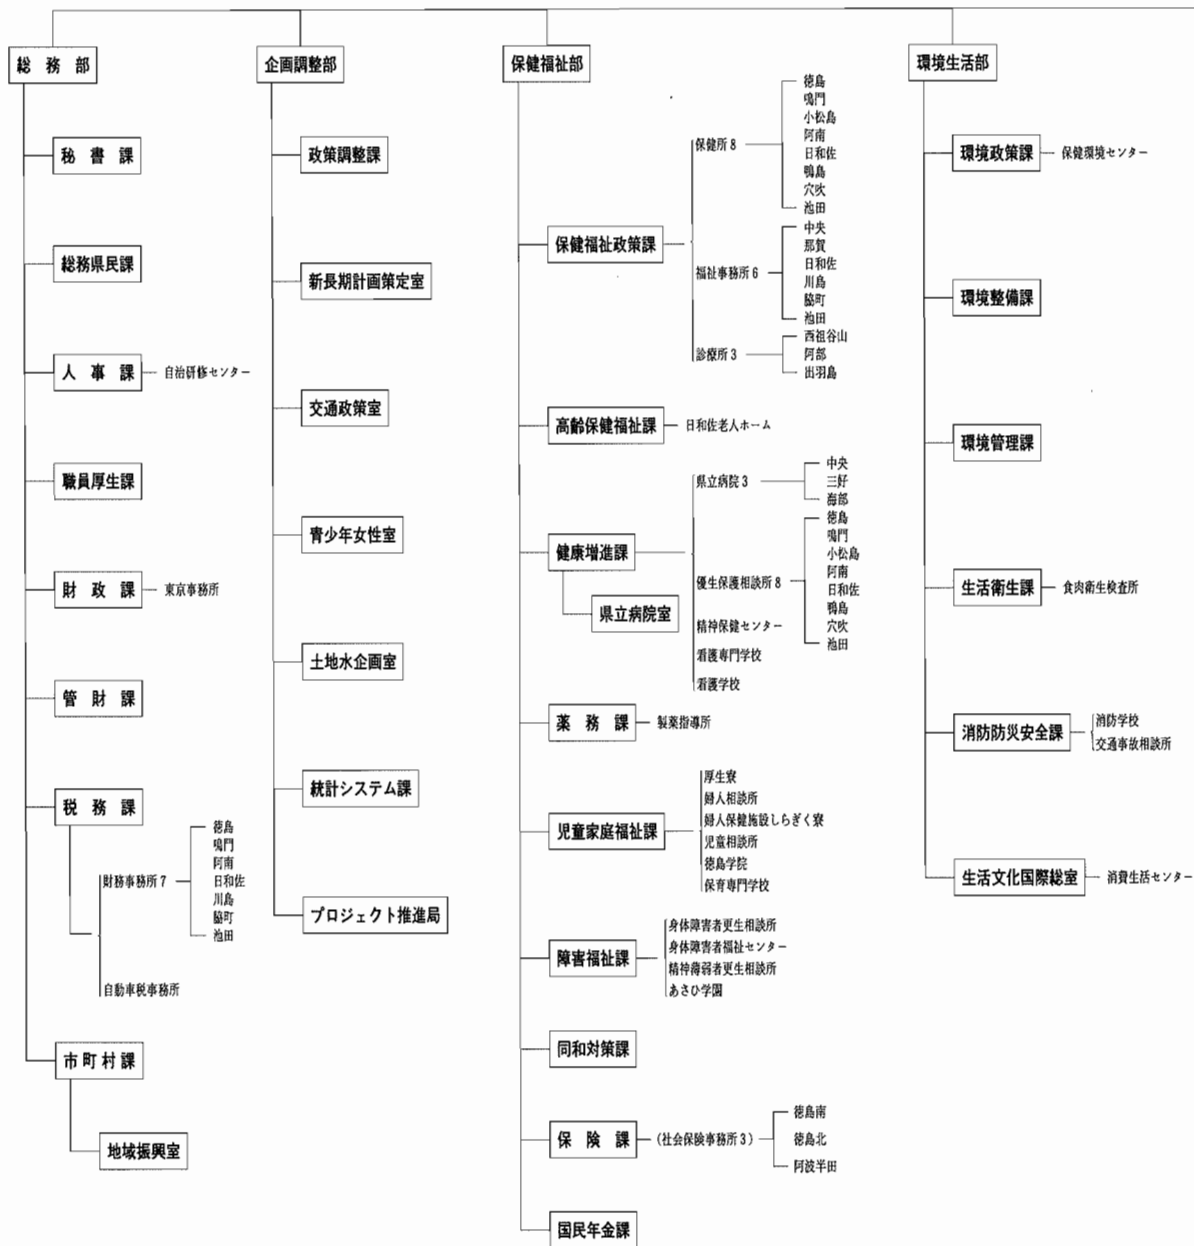 総務部
秘書課
総務県民課
人事課
自治研修センター
職員厚生課
財政課
東京事務所
管財課
税務課
財務事務所7
徳島
鳴門
阿南
日和佐
川島
脇町
池田
自動車税事務所
市町村課
地域振興室
企画調整部
政策調整課
新長期計画策定室
交通政策室
青少年女性室
土地水企画室
統計システム課
プロジェクト推進局
保健福祉部
保健福祉政策課
保健所8
徳島
鳴門
小松島
阿南
日和佐
鴨島
穴吹
池田
福祉事務所6
中央
那賀
日和佐
川島
脇町
池田
診療所3
西祖谷山
阿部
出羽島
高齢保健福祉課
日和佐老人ホーム
健康増進課
県立病院室
県立病院3
中央
三好
海部
優生保護相談所8
徳島
鳴門
小松島
阿南
日和佐
鴨島
穴吹
池田
精神保健センター
看護専門学校
看護学校
薬務課
製薬指導所
児童家庭福祉課
厚生寮
婦人相談所
婦人保健施設しらぎく寮
児童相談所
徳島学院
保育専門学校
障害福祉課
身体障害者更生相談所
身体障害者福祉センター
精神薄弱者更生相談所
あさひ学園
同和対策課
保険課
(社会保険事務所3)
徳島南
徳島北
阿波半田
国民年金課
環境生活部
環境政策課
保健環境センター
環境整備課
環境管理課
生活衛生課
食肉衛生検査所
消防防災安全課
消防学校
交通事故相談所
生活文化国際総室
消費生活センター